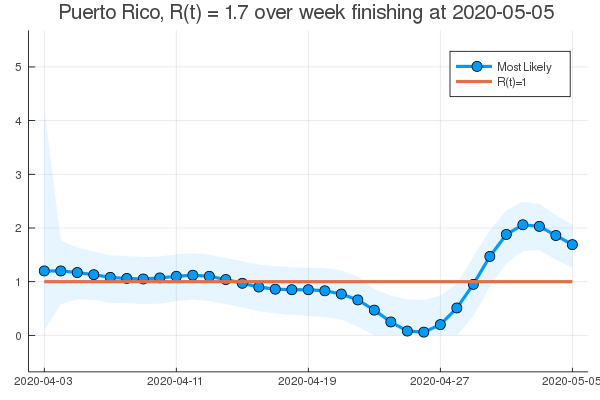 Puerto Rico, R(t) = 1.7 over week finishing at 2020-05-05
5
4
3
2
1
0
Most Likely
R(t)=1
2020-04-03 2020-04-11 2020-04-19 2020-04-27 2020-05-05